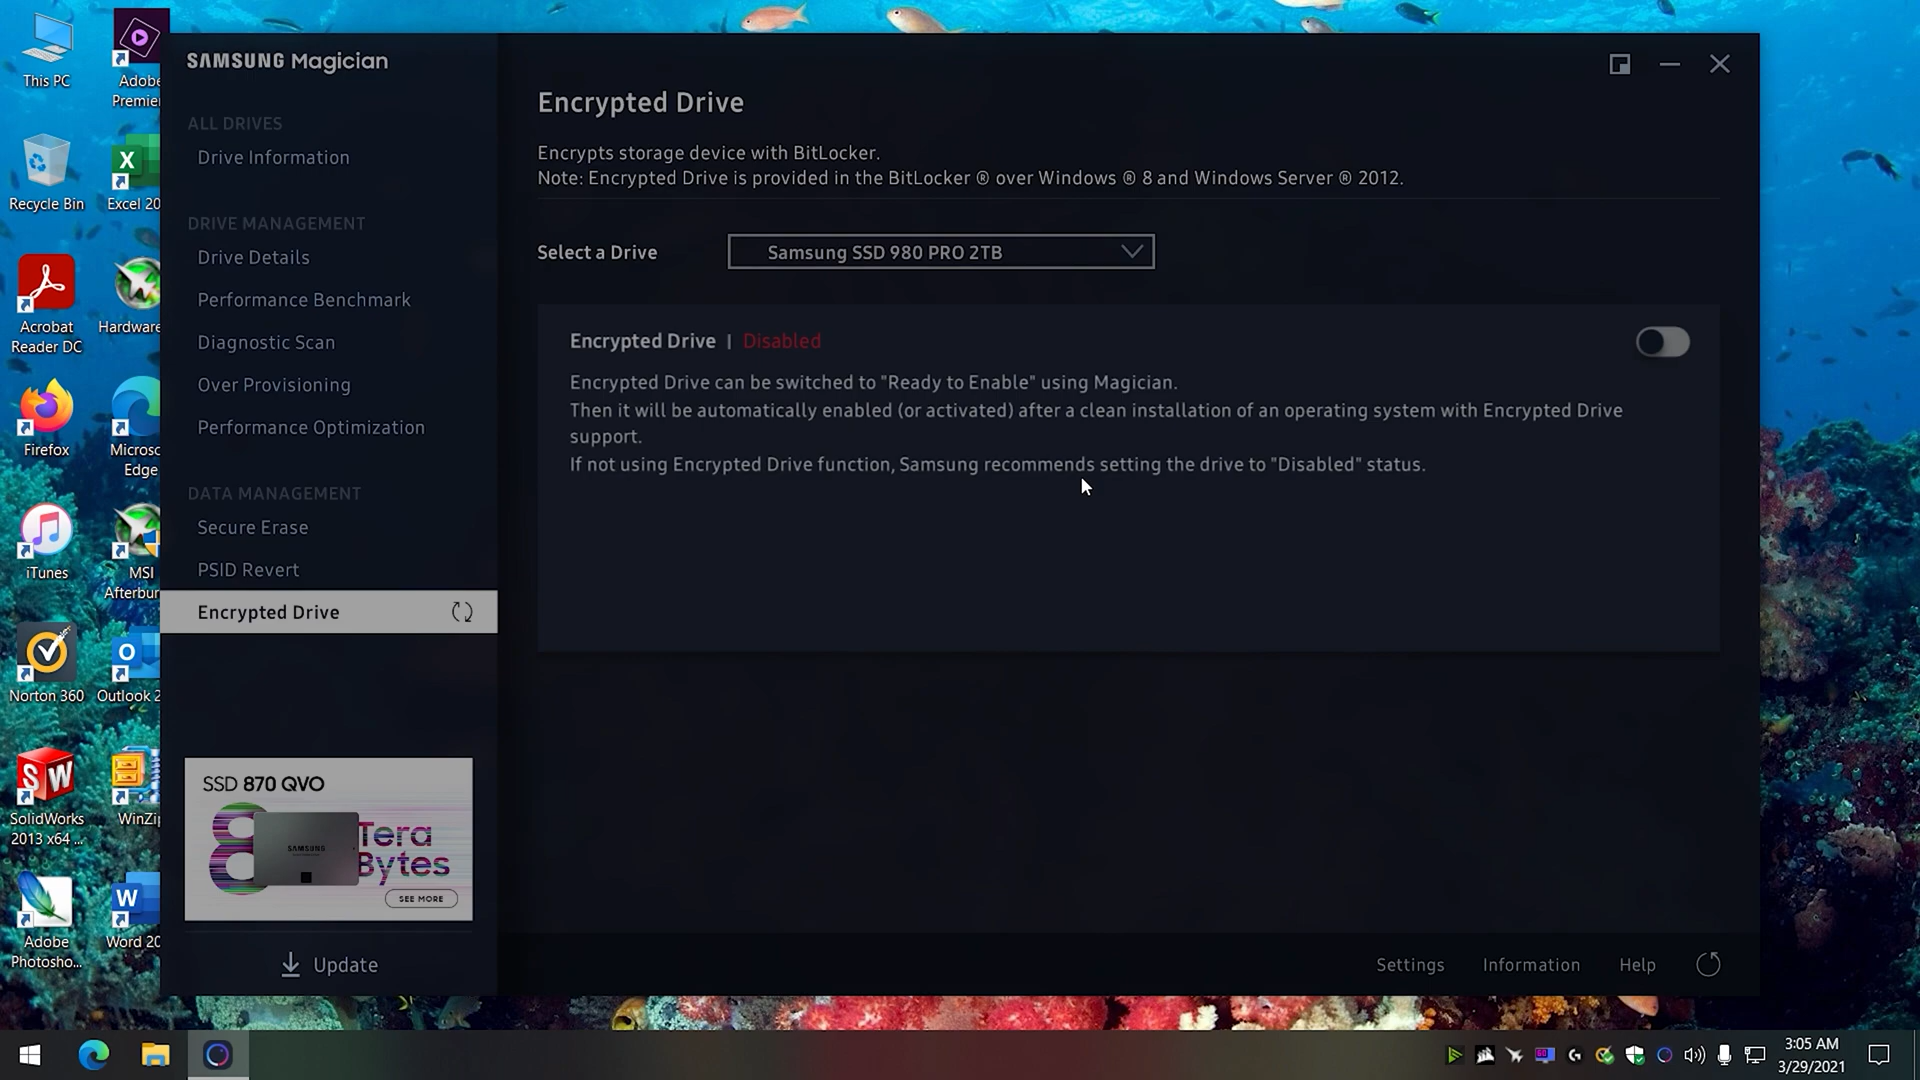 This PC
Adobe
Premier
Recycle Bin
Excel 20
Acrobat
Reader DC
Hardware
Firefox
Microso
Edge
iTunes
MSI
Afterbur
Norton 360
Outlook 2
SolidWorks
2013 x64 ...
WinZip
Adobe
Photosho...
Word 20
SAMSUNG Magician
ALL DRIVES
Drive Information
DRIVE MANAGEMENT
Drive Details
Performance Benchmark
Diagnostic Scan
Over Provisioning
Performance Optimization
DATA MANAGEMENT
Secure Erase
PSID Revert
Encrypted Drive
SSD 870 QVO
8 Tera
Bytes
SAMSUNG
SEE MORE
Update
Encrypted Drive
Encrypts storage device with BitLocker.
Note: Encrypted Drive is provided in the BitLocker ® over Windows ® 8 and Windows Server ® 2012.
Select a Drive
Samsung SSD 980 PRO 2TB
Encrypted Drive | Disabled
Encrypted Drive can be switched to "Ready to Enable" using Magician.
Then it will be automatically enabled (or activated) after a clean installation of an operating system with Encrypted Drive
support.
If not using Encrypted Drive function, Samsung recommends setting the drive to "Disabled" status.
Settings
Information
Help
3:05 AM
3/29/2021